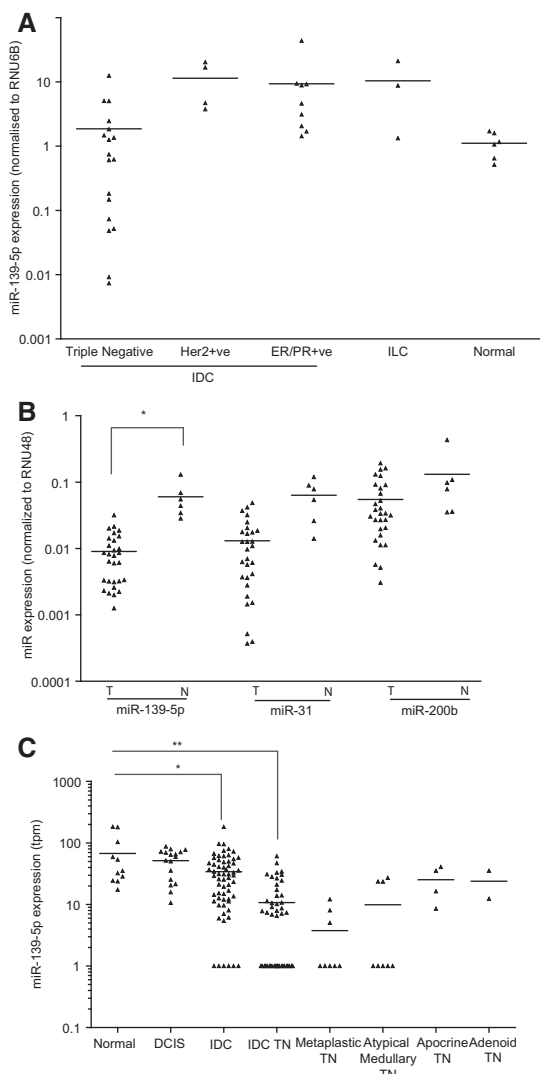 A
miR-139-5p expression (normalised to RNU6B)
10
1
0.1
0.01
0.001
Triple Negative Her2+ve ER/PR+ve ILC Normal
IDC
B
miR expression (normalized to RNU48)
*
1
0.1
0.01
0.001
0.0001
T N T N T N
miR-139-5p miR-31 miR-200b
C
miR-139-5p expression (tpm)
**
*
1000
100
10
1
0.1
Normal DCIS IDC IDC TN Metaplastic Atypical Apocrine Adenoid
TN Medullary TN TN
TN